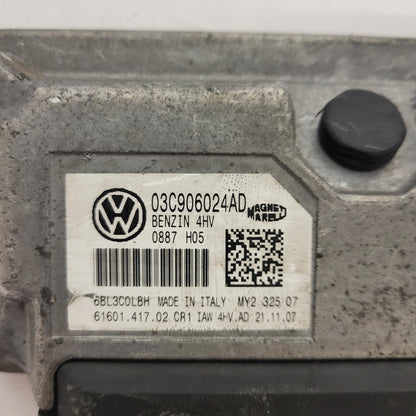 03C906024AD
MAGNETI
MARELLI
BENZIN 4HV
0887 H05
6BL3C0LBH MADE IN ITALY MY2 325 07
61601.417.02 CR1 IAW 4HV.AD 21.11.07